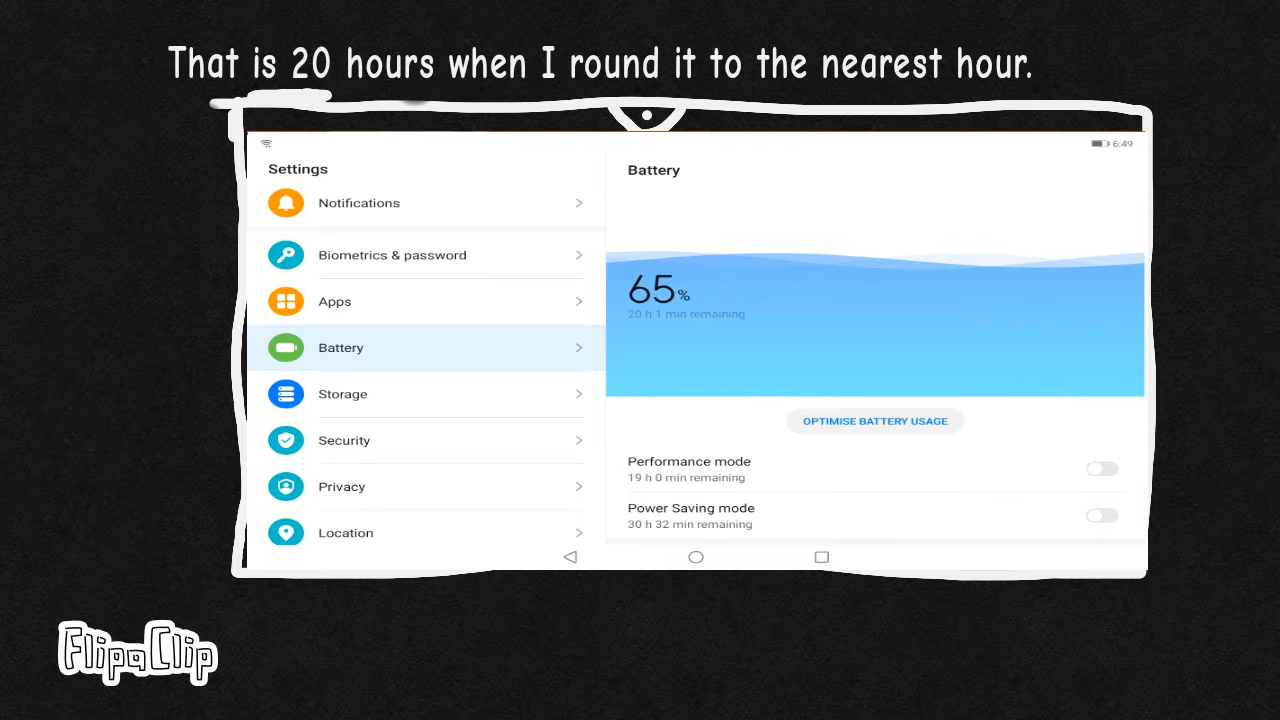 That is 20 hours when I round it to the nearest hour.
6:49
Settings
Notifications
Biometrics & password
Apps
Battery
Storage
Security
Privacy
Location
Battery
65%
20 h 1 min remaining
OPTIMISE BATTERY USAGE
Performance mode
19 h 0 min remaining
Power Saving mode
30 h 32 min remaining
FlipaClip